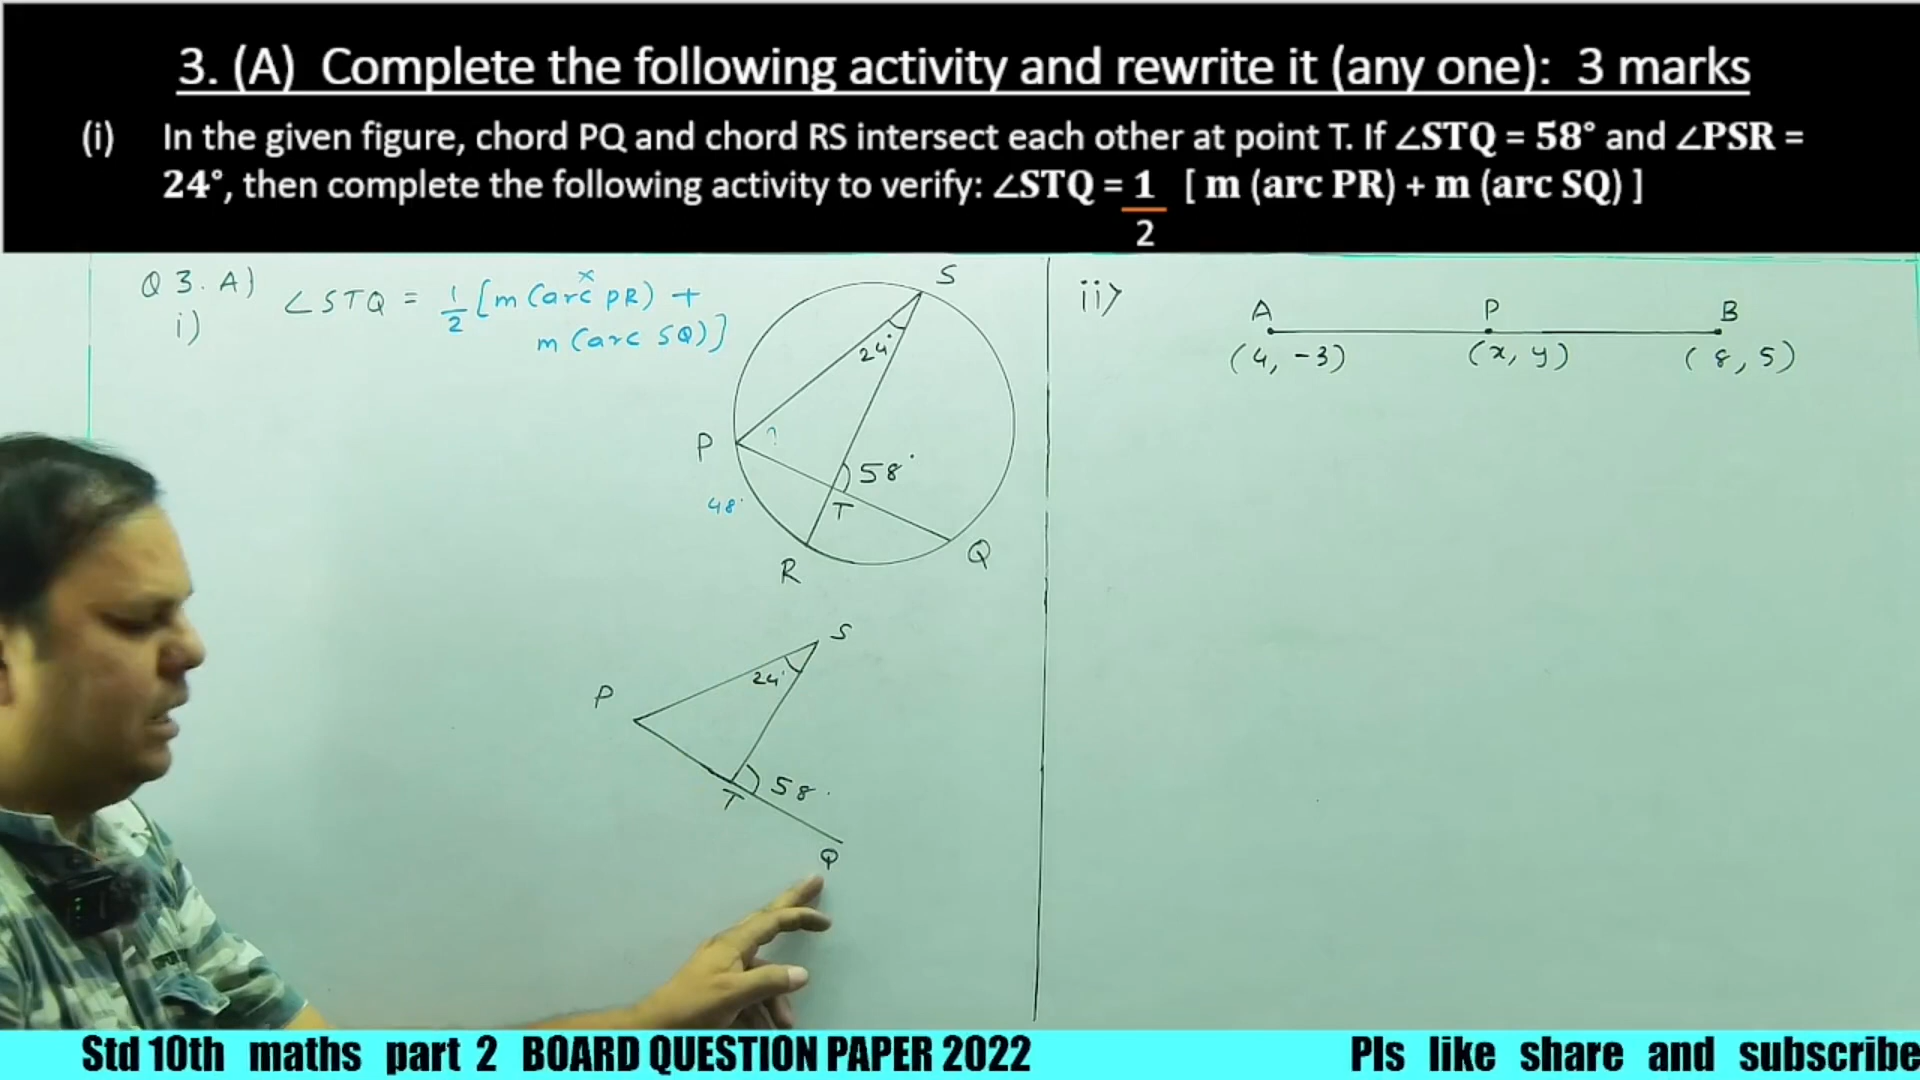 3. (A) Complete the following activity and rewrite it (any one): 3 marks
(i) In the given figure, chord PQ and chord RS intersect each other at point T. If ∠STQ = 58° and ∠PSR =
24°, then complete the following activity to verify: ∠STQ = 1/2 [ m (arc PR) + m (arc SQ) ]
Q 3. A)
i)
∠STQ = 1/2 [m (arc PR) +
x
m (arc SQ)]
S
24°
P
?
58°
48°
T
R
Q
S
24°
P
58°
T
Q
ii)
A P B
(4, -3) (x, y) (8, 5)
Std 10th maths part 2 BOARD QUESTION PAPER 2022
Pls like share and subscribe